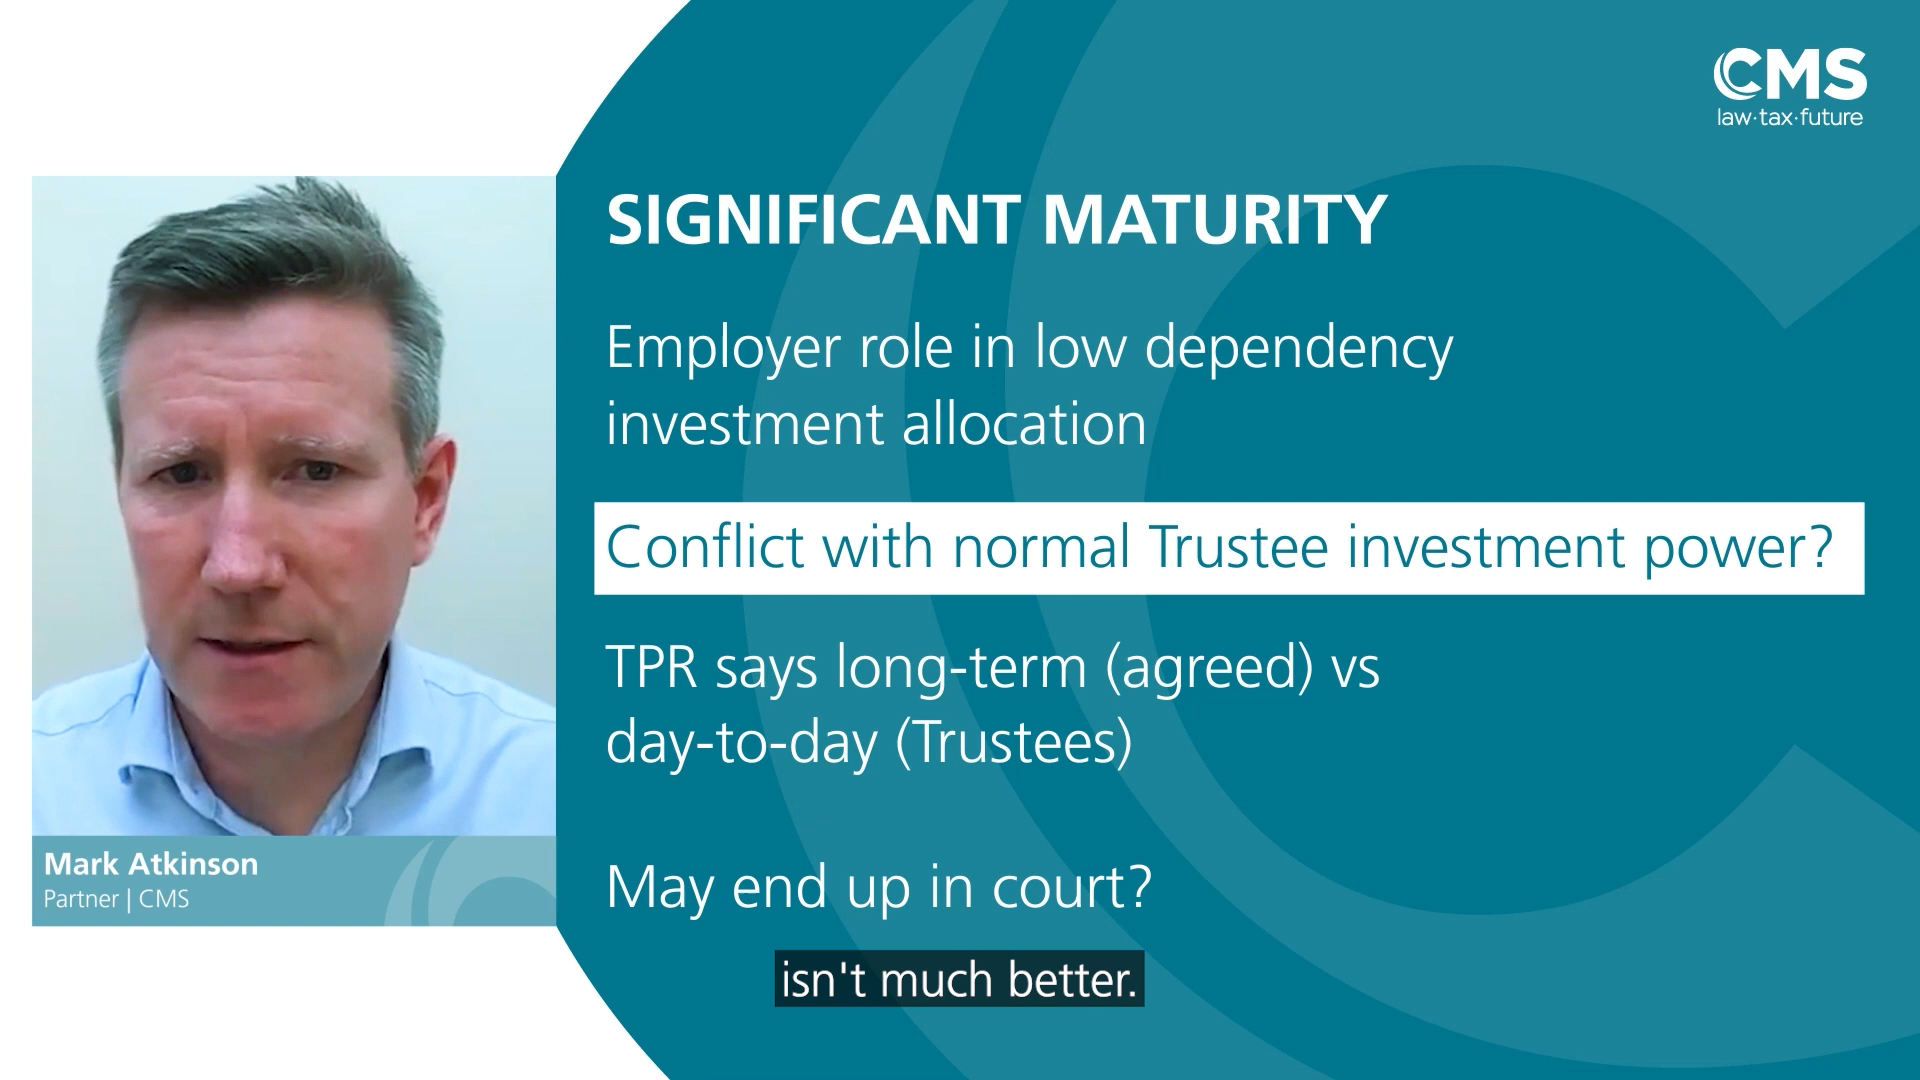 CMS
law·tax·future
SIGNIFICANT MATURITY
Employer role in low dependency
investment allocation
Conflict with normal Trustee investment power?
TPR says long-term (agreed) vs
day-to-day (Trustees)
May end up in court?
isn't much better.
Mark Atkinson
Partner | CMS